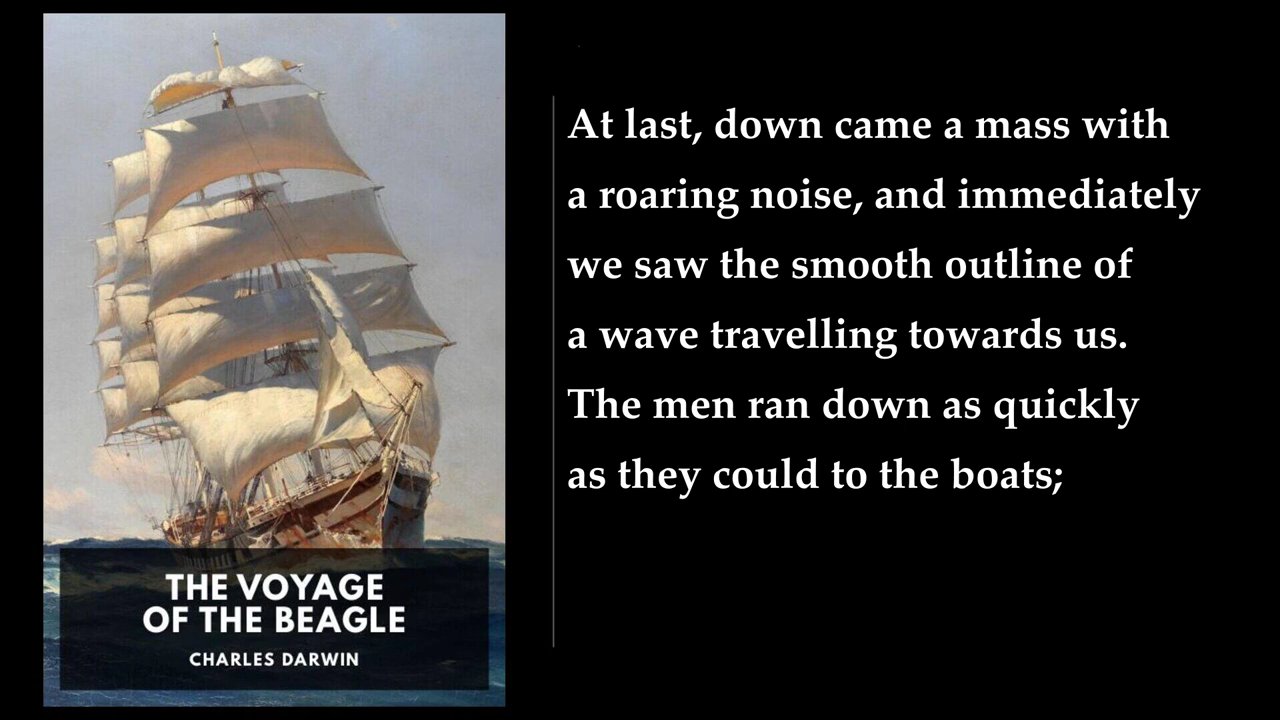 At last, down came a mass with
a roaring noise, and immediately
we saw the smooth outline of
a wave travelling towards us.
The men ran down as quickly
as they could to the boats;
THE VOYAGE
OF THE BEAGLE
CHARLES DARWIN